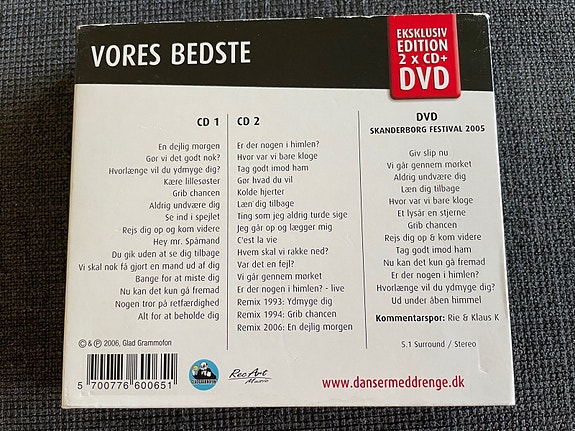 VORES BEDSTE
EKSKLUSIV
EDITION
2 x CD+
DVD
CD 1
En dejlig morgen
Gør vi det godt nok?
Hvorlænge vil du ydmyge dig?
Kære lillesøster
Grib chancen
Aldrig undvære dig
Se ind i spejlet
Rejs dig op og kom videre
Hey mr. Spåmand
Du gik uden at se dig tilbage
Vi skal nok få gjort en mand ud af dig
Bange for at miste dig
Nu kan det kun gå fremad
Nogen tror på retfærdighed
Alt for at beholde dig
CD 2
Er der nogen i himlen?
Hvor var vi bare kloge
Tag godt imod ham
Gør hvad du vil
Kolde hjerter
Læn dig tilbage
Ting som jeg aldrig turde sige
Jeg går op og lægger mig
C'est la vie
Hvem skal vi rakke ned?
Var det en fejl?
Vi går gennem mørket
Er der nogen i himlen? - live
Remix 1993: Ydmyge dig
Remix 1994: Grib chancen
Remix 2006: En dejlig morgen
DVD
SKANDERBORG FESTIVAL 2005
Giv slip nu
Vi går gennem mørket
Aldrig undvære dig
Læn dig tilbage
Hvor var vi bare kloge
Et lysår en stjerne
Grib chancen
Rejs dig op & kom videre
Tag godt imod ham
Nu kan det kun gå fremad
Er der nogen i himlen?
Hvorlænge vil du ydmyge dig?
Ud under åben himmel
Kommentarspor: Rie & Klaus K
5.1 Surround / Stereo
© & ℗ 2006, Glad Grammofon
5 700776 600651
RecArt
Music
www.dansermeddrenge.dk